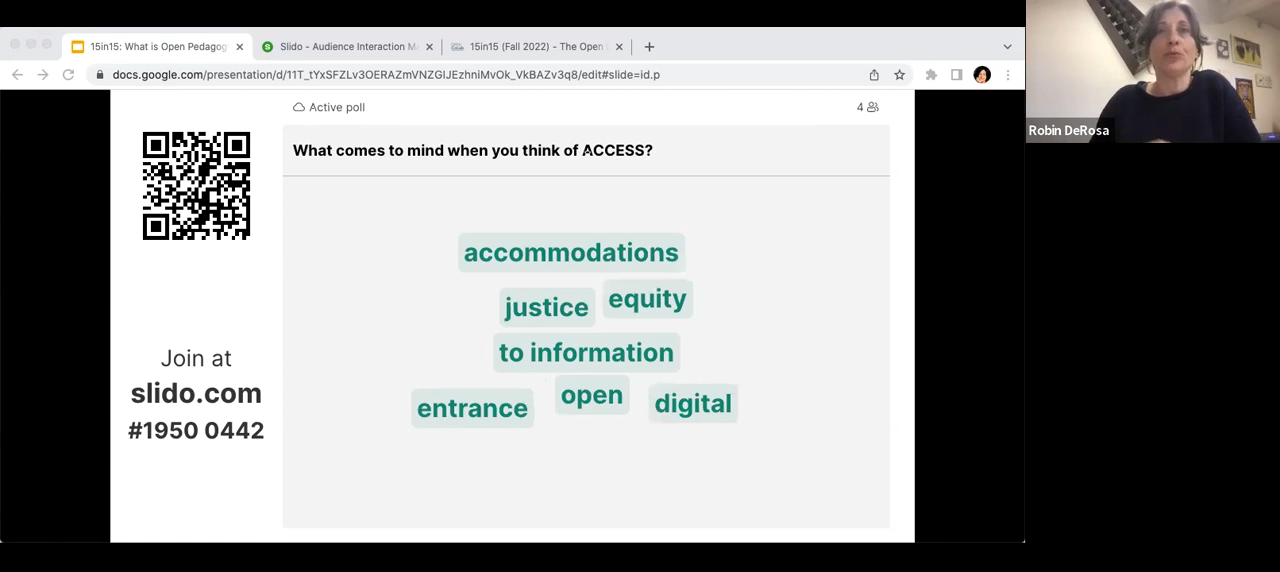 15in15: What is Open Pedagog
Slido - Audience Interaction M
15in15 (Fall 2022) - The Open
docs.google.com/presentation/d/11T_tYxSFZLv3OERAZmVNZGIJEzhniMvOk_VkBAZv3q8/edit#slide=id.p
Active poll
4
What comes to mind when you think of ACCESS?
accommodations
justice equity
to information
entrance open digital
Join at
slido.com
#1950 0442
Robin DeRosa